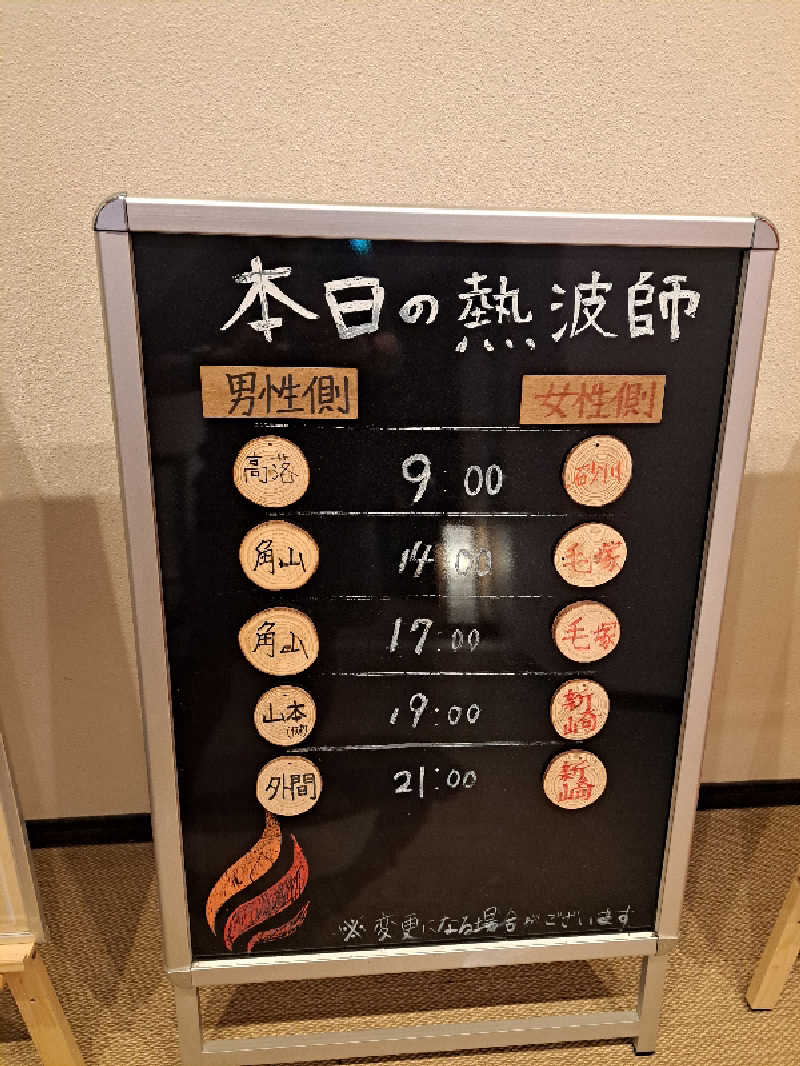 本日の熱波師
男性側 女性側
高落 9:00 砂川
角山 14:00 毛塚
角山 17:00 毛塚
山本 19:00 新崎
外間 21:00 新崎
※変更になる場合がございます